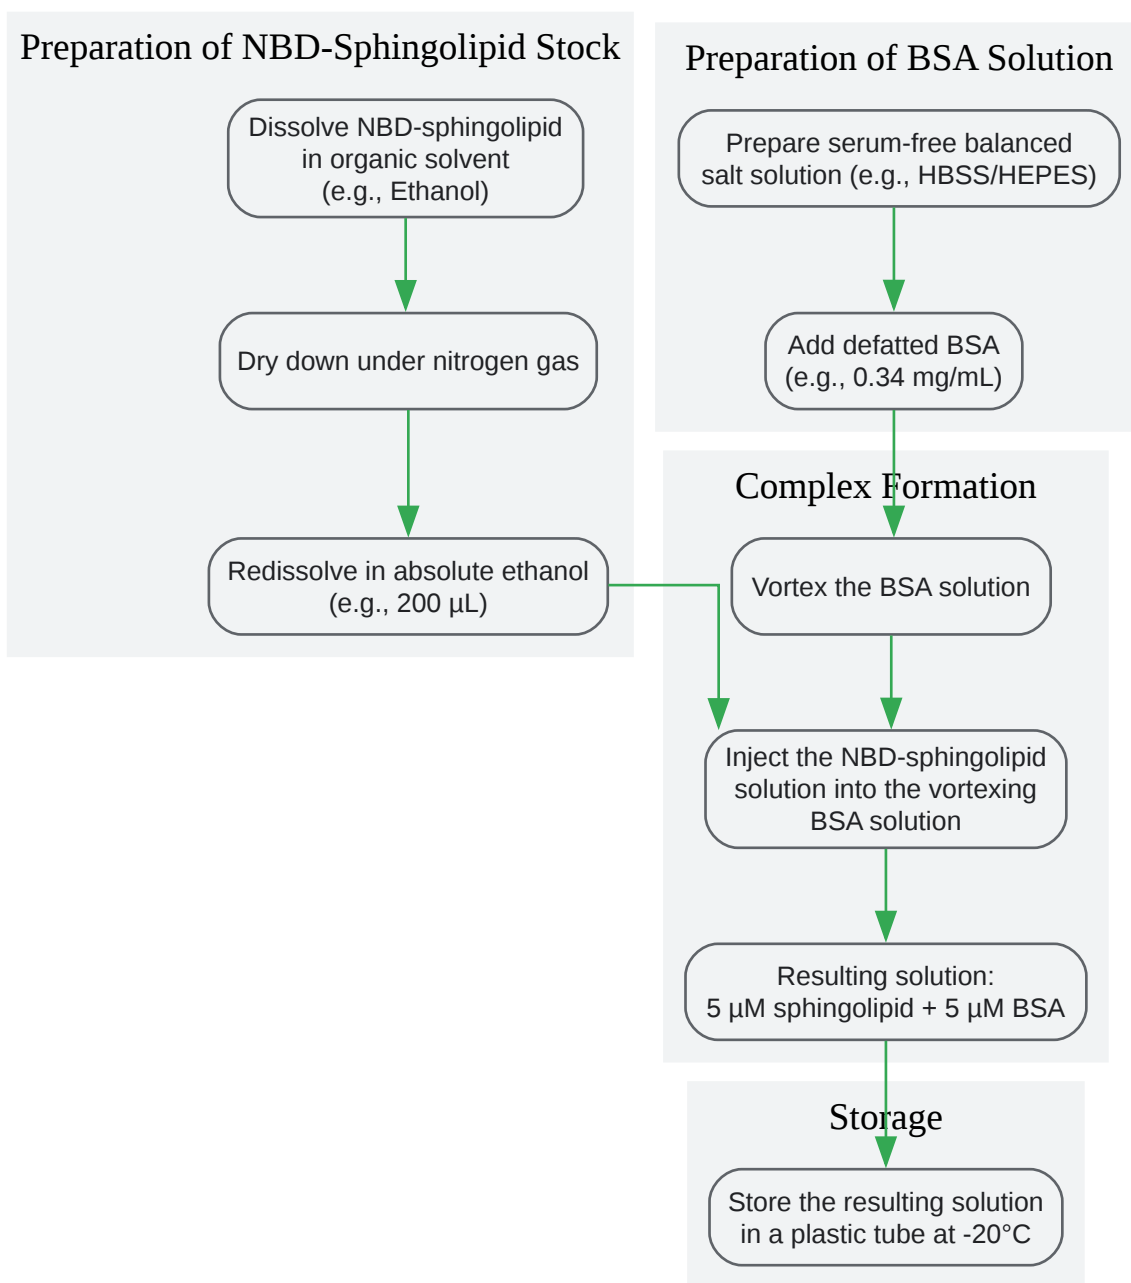 Preparation of NBD-Sphingolipid Stock
Dissolve NBD-sphingolipid
in organic solvent
(e.g., Ethanol)
Dry down under nitrogen gas
Redissolve in absolute ethanol
(e.g., 200 µL)
Preparation of BSA Solution
Prepare serum-free balanced
salt solution (e.g., HBSS/HEPES)
Add defatted BSA
(e.g., 0.34 mg/mL)
Complex Formation
Vortex the BSA solution
Inject the NBD-sphingolipid
solution into the vortexing
BSA solution
Resulting solution:
5 µM sphingolipid + 5 µM BSA
Storage
Store the resulting solution
in a plastic tube at -20°C